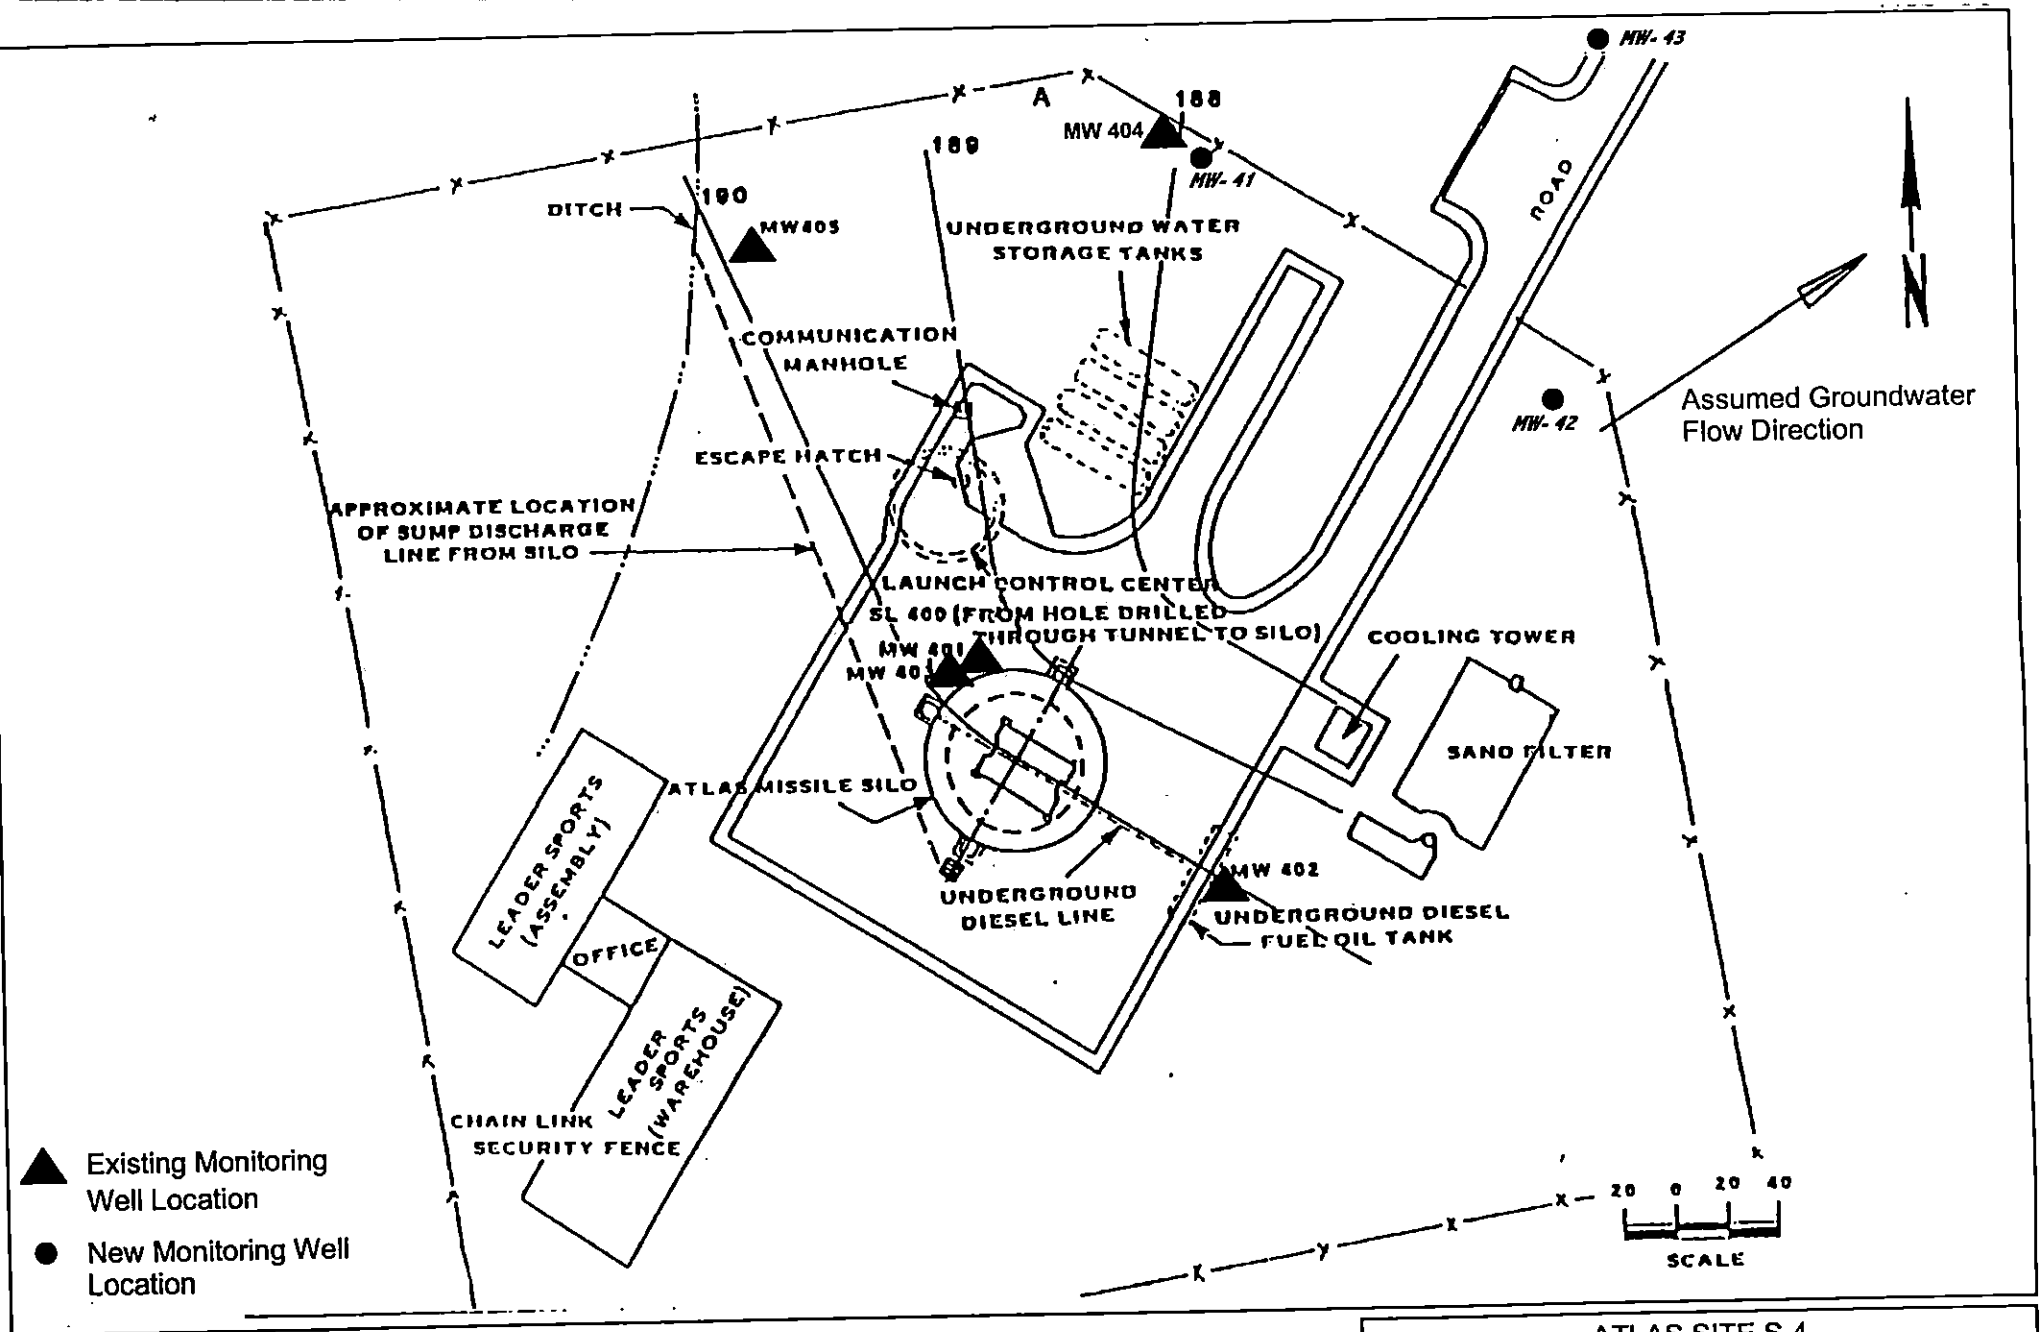 MW- 43
A
188
MW 404
MW- 41
189
190
DITCH
MW405
UNDERGROUND WATER
STORAGE TANKS
ROAD
N
COMMUNICATION
MANHOLE
Assumed Groundwater
Flow Direction
MW- 42
ESCAPE HATCH
APPROXIMATE LOCATION
OF SUMP DISCHARGE
LINE FROM SILO
LAUNCH CONTROL CENTER
SL 400 (FROM HOLE DRILLED
THROUGH TUNNEL TO SILO)
MW 401
MW 40
COOLING TOWER
SAND FILTER
ATLAS MISSILE SILO
LEADER SPORTS
(ASSEMBLY)
OFFICE
UNDERGROUND
DIESEL LINE
MW 402
UNDERGROUND DIESEL
FUEL OIL TANK
LEADER
SPORTS
(WAREHOUSE)
CHAIN LINK
SECURITY FENCE
Existing Monitoring
Well Location
New Monitoring Well
Location
20 0 20 40
SCALE
ATLAS SITE S-4